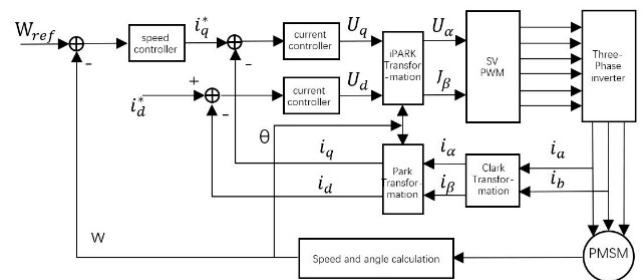 W_ref
-
speed
controller
i_q^*
-
current
controller
U_q
iPARK
Transfor
-mation
U_α
SV
PWM
Three-
Phase
inverter
i_d^*
+
-
current
controller
U_d
J_β
θ
i_q
i_d
Park
Transfor
-mation
i_α
i_β
Clark
Transfor
-mation
i_a
i_b
W
Speed and angle calculation
PMSM